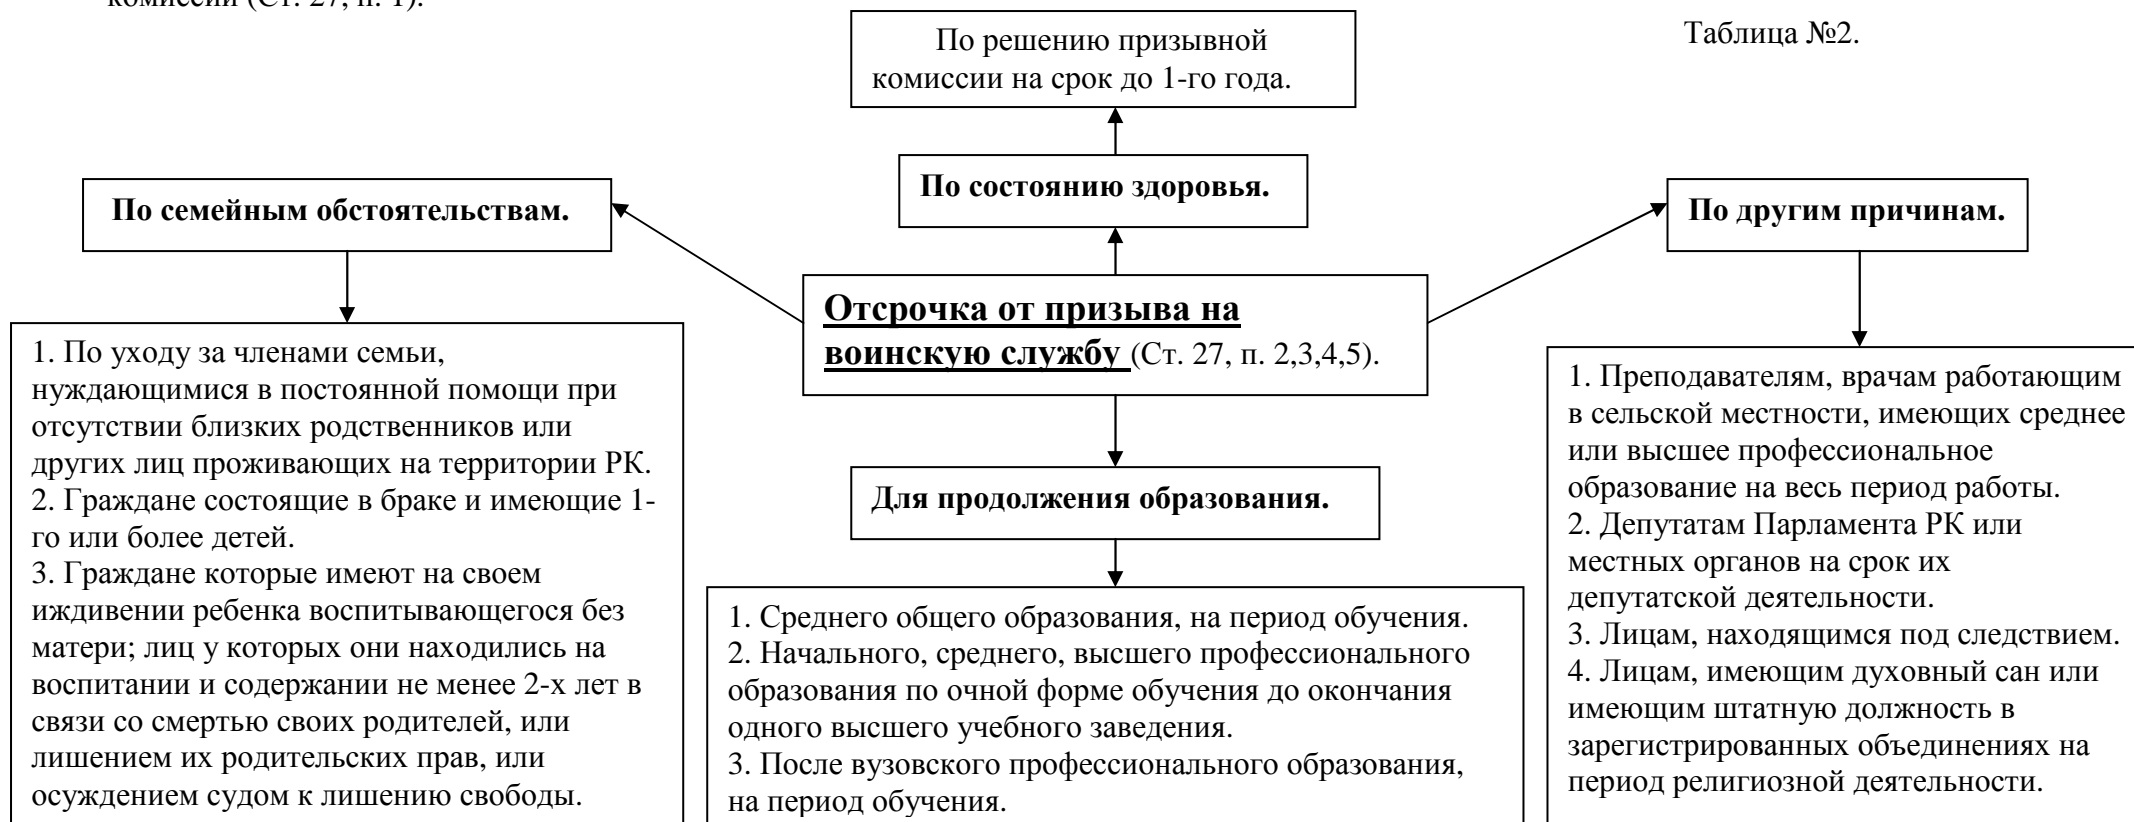 комиссии (Ст. 27, п. 1).
Таблица №2.
По решению призывной
комиссии на срок до 1-го года.
По состоянию здоровья.
По семейным обстоятельствам.
По другим причинам.
Отсрочка от призыва на
воинскую службу (Ст. 27, п. 2,3,4,5).
1. По уходу за членами семьи,
нуждающимися в постоянной помощи при
отсутствии близких родственников или
других лиц проживающих на территории РК.
2. Граждане состоящие в браке и имеющие 1-
го или более детей.
3. Граждане которые имеют на своем
иждивении ребенка воспитывающегося без
матери; лиц у которых они находились на
воспитании и содержании не менее 2-х лет в
связи со смертью своих родителей, или
лишением их родительских прав, или
осуждением судом к лишению свободы.
Для продолжения образования.
1. Среднего общего образования, на период обучения.
2. Начального, среднего, высшего профессионального
образования по очной форме обучения до окончания
одного высшего учебного заведения.
3. После вузовского профессионального образования,
на период обучения.
1. Преподавателям, врачам работающим
в сельской местности, имеющих среднее
или высшее профессиональное
образование на весь период работы.
2. Депутатам Парламента РК или
местных органов на срок их
депутатской деятельности.
3. Лицам, находящимся под следствием.
4. Лицам, имеющим духовный сан или
имеющим штатную должность в
зарегистрированных объединениях на
период религиозной деятельности.